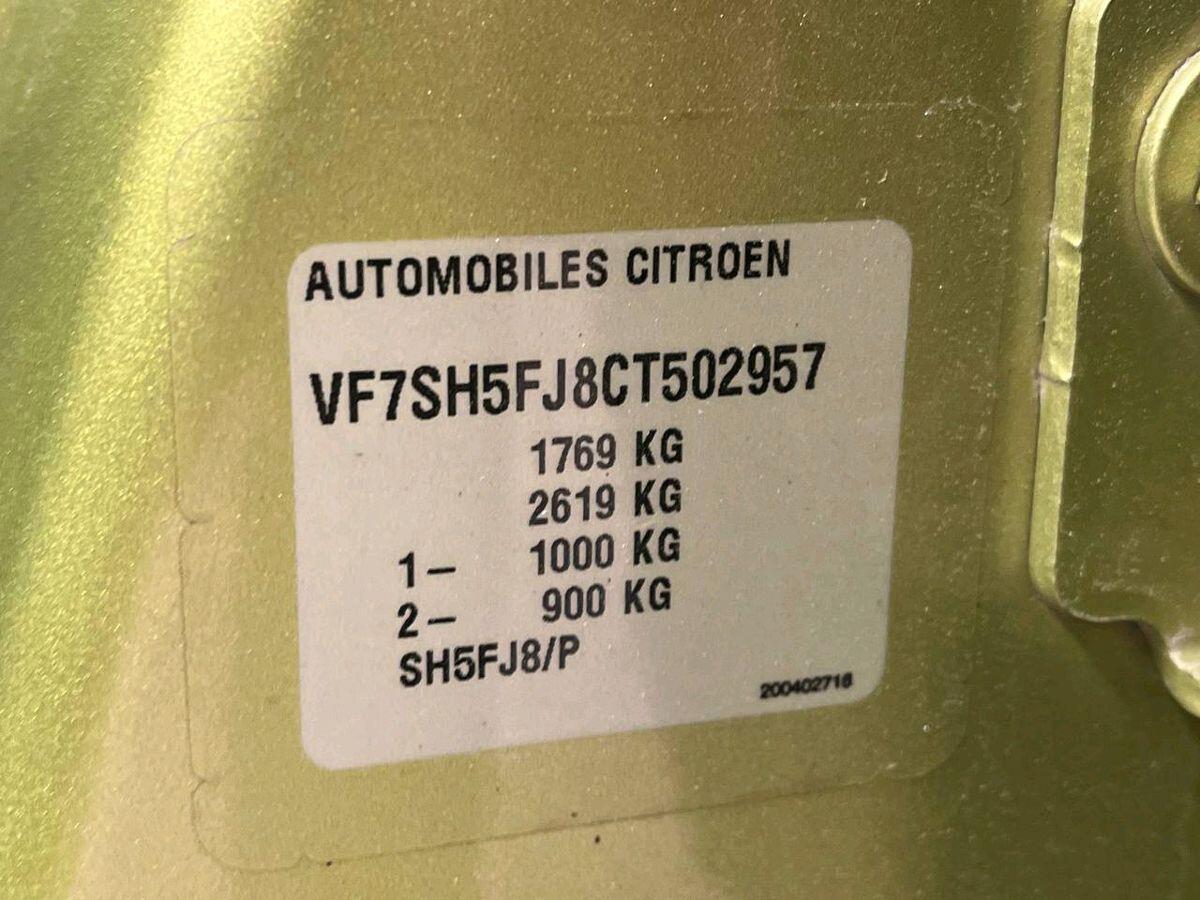 AUTOMOBILES CITROEN
VF7SH5FJ8CT502957
1769 KG
2619 KG
1- 1000 KG
2- 900 KG
SH5FJ8/P
200402716